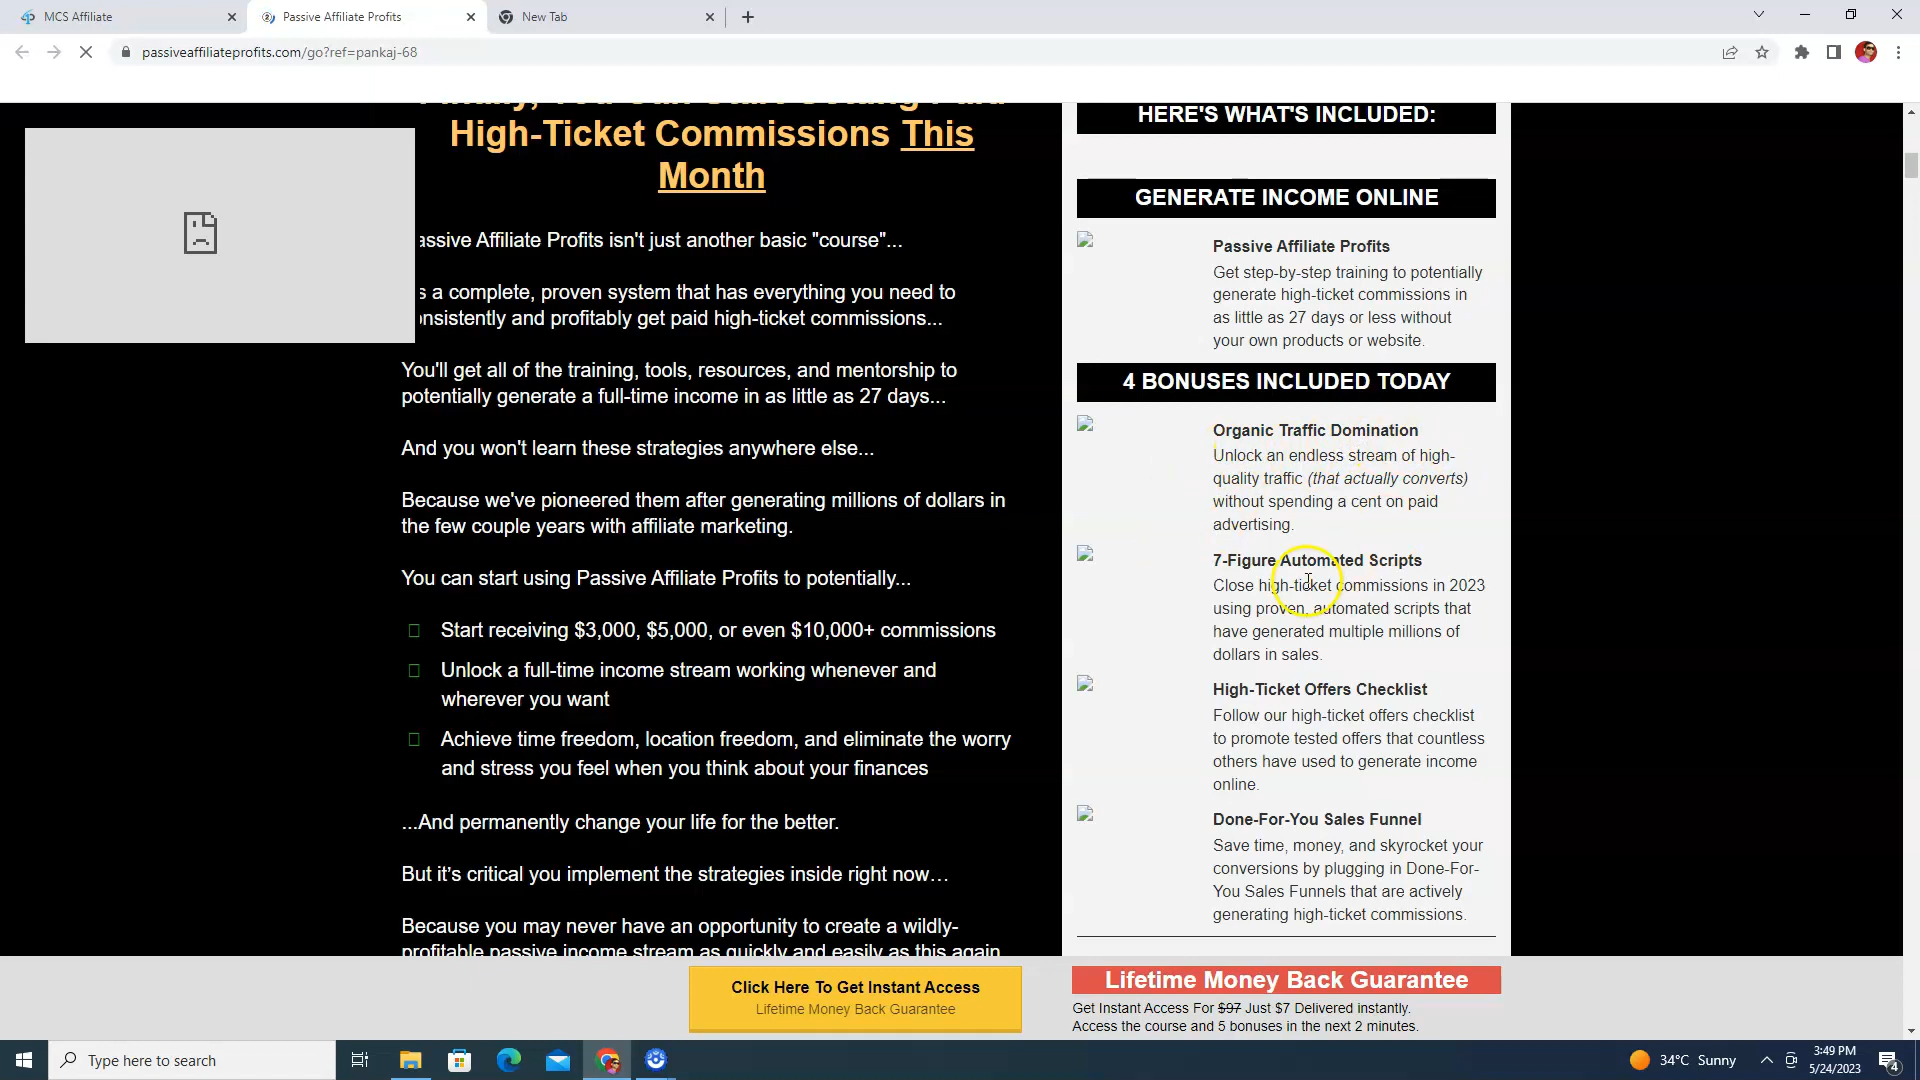 MCS Affiliate
Passive Affiliate Profits
New Tab
passiveaffiliateprofits.com/go?ref=pankaj-68
High-Ticket Commissions This
Month
assive Affiliate Profits isn't just another basic "course"...
s a complete, proven system that has everything you need to
onsistently and profitably get paid high-ticket commissions...
You'll get all of the training, tools, resources, and mentorship to
potentially generate a full-time income in as little as 27 days...
And you won't learn these strategies anywhere else...
Because we've pioneered them after generating millions of dollars in
the few couple years with affiliate marketing.
You can start using Passive Affiliate Profits to potentially...
Start receiving $3,000, $5,000, or even $10,000+ commissions
Unlock a full-time income stream working whenever and
wherever you want
Achieve time freedom, location freedom, and eliminate the worry
and stress you feel when you think about your finances
...And permanently change your life for the better.
But it's critical you implement the strategies inside right now…
Because you may never have an opportunity to create a wildly-
profitable passive income stream as quickly and easily as this again
HERE'S WHAT'S INCLUDED:
GENERATE INCOME ONLINE
Passive Affiliate Profits
Get step-by-step training to potentially
generate high-ticket commissions in
as little as 27 days or less without
your own products or website.
4 BONUSES INCLUDED TODAY
Organic Traffic Domination
Unlock an endless stream of high-
quality traffic (that actually converts)
without spending a cent on paid
advertising.
7-Figure Automated Scripts
Close high-ticket commissions in 2023
using proven, automated scripts that
have generated multiple millions of
dollars in sales.
High-Ticket Offers Checklist
Follow our high-ticket offers checklist
to promote tested offers that countless
others have used to generate income
online.
Done-For-You Sales Funnel
Save time, money, and skyrocket your
conversions by plugging in Done-For-
You Sales Funnels that are actively
generating high-ticket commissions.
Click Here To Get Instant Access
Lifetime Money Back Guarantee
Lifetime Money Back Guarantee
Get Instant Access For $97 Just $7 Delivered instantly.
Access the course and 5 bonuses in the next 2 minutes.
Type here to search
34°C Sunny
3:49 PM
5/24/2023
4